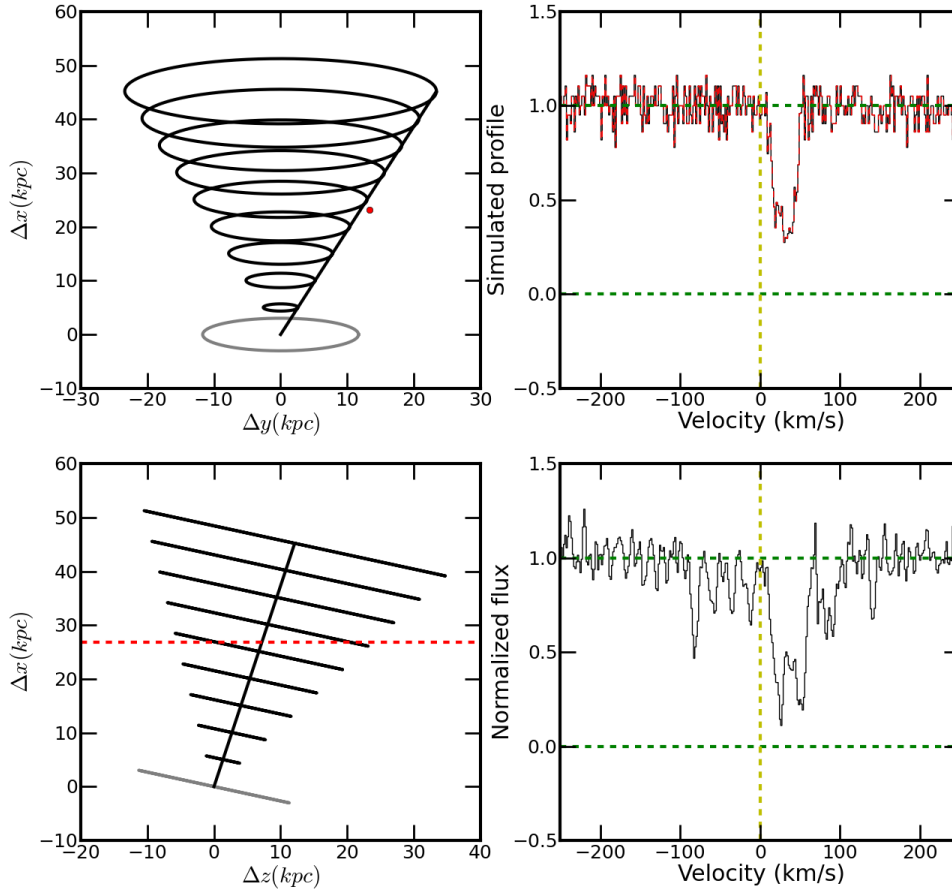 60
50
40
30
20
10
0
−10
Δx(kpc)
−30 −20 −10 0 10 20 30
Δy(kpc)
1.5
1.0
0.5
0.0
−0.5
Simulated profile
−200 −100 0 100 200
Velocity (km/s)
60
50
40
30
20
10
0
−10
Δx(kpc)
−20 −10 0 10 20 30 40
Δz(kpc)
1.5
1.0
0.5
0.0
−0.5
Normalized flux
−200 −100 0 100 200
Velocity (km/s)